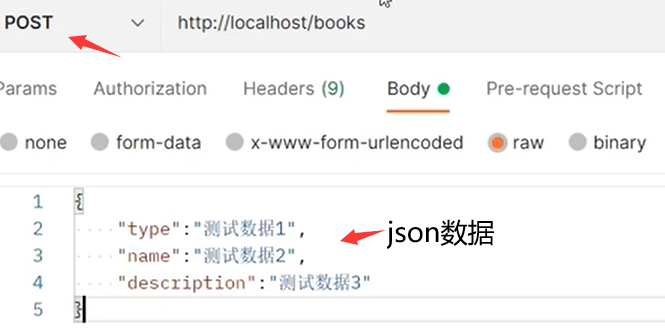 POST http://localhost/books
Params Authorization Headers (9) Body Pre-request Script
none form-data x-www-form-urlencoded raw binary
1 {
2 "type":"测试数据1",
3 "name":"测试数据2",
json数据
4 "description":"测试数据3"
5 }